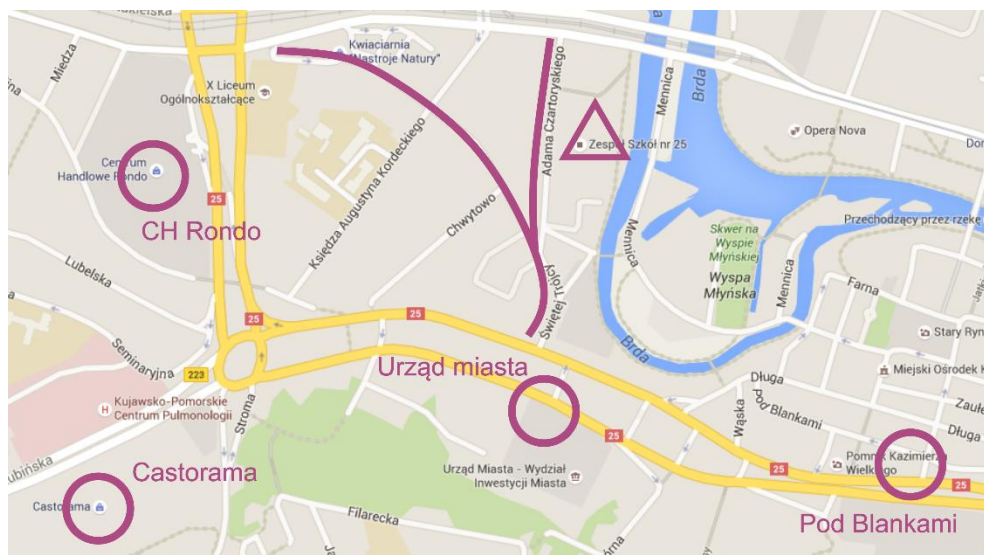 Miedza
Kwiaciarnia
"Nastroje Natury"
X Liceum
Ogólnokształcące
Centrum
Handlowe Rondo
CH Rondo
25
Księdza Augustyna Kordeckiego
Chwytowo
Adama Czartoryskiego
Zespół Szkół nr 25
Mennica
Brda
Opera Nova
Przechodzący przez rzekę
Skwer na
Wyspie
Młyńskiej
Wyspa
Młyńska
Mennica
Mennica
Farna
Lubelska
25
25
Świętej Trójcy
Brda
Stary Ryn
Miejski Ośrodek K
Seminaryjna
223
Urząd miasta
Długa
Pod Blankami
Zaułe
Długa
Kujawsko-Pomorskie
Centrum Pulmonologii
Stroma
Wąska
25
Castorama
Castorama
Urząd Miasta - Wydział
Inwestycji Miasta
Pomnik Kazimierza
Wielkiego
25
25
Filarecka
Pod Blankami